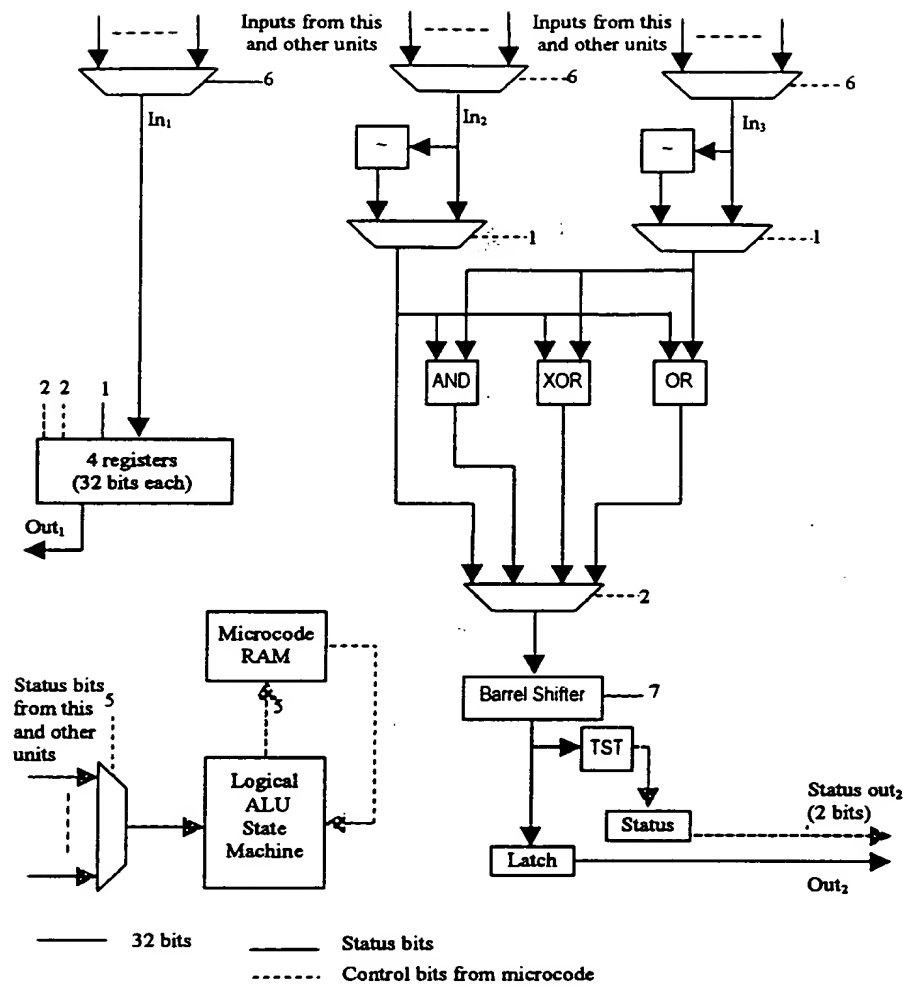 Inputs from this
and other units
Inputs from this
and other units
6
6
6
In₁
In₂
In₃
~
~
1
1
AND
XOR
OR
2 2 1
4 registers
(32 bits each)
Out₁
2
Microcode
RAM
Barrel Shifter
7
Status bits
from this
and other
units
5
5
TST
Logical
ALU
State
Machine
Status
Status out₂
(2 bits)
Latch
Out₂
32 bits
Status bits
Control bits from microcode